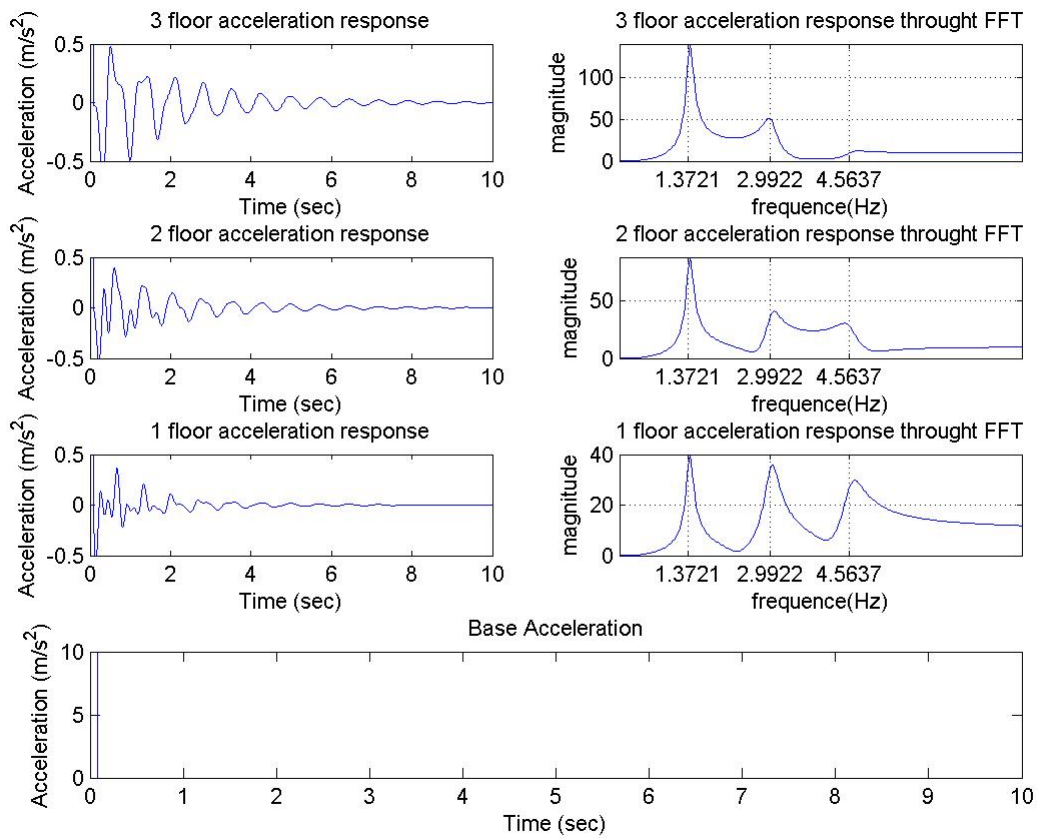 3 floor acceleration response
Acceleration (m/s²)
0.5
0
-0.5
0 2 4 6 8 10
Time (sec)
3 floor acceleration response throught FFT
magnitude
100
50
0
1.3721 2.9922 4.5637
frequence(Hz)
2 floor acceleration response
Acceleration (m/s²)
0.5
0
-0.5
0 2 4 6 8 10
Time (sec)
2 floor acceleration response throught FFT
magnitude
50
0
1.3721 2.9922 4.5637
frequence(Hz)
1 floor acceleration response
Acceleration (m/s²)
0.5
0
-0.5
0 2 4 6 8 10
Time (sec)
1 floor acceleration response throught FFT
magnitude
40
20
0
1.3721 2.9922 4.5637
frequence(Hz)
Base Acceleration
Acceleration (m/s²)
10
5
0
0 1 2 3 4 5 6 7 8 9 10
Time (sec)